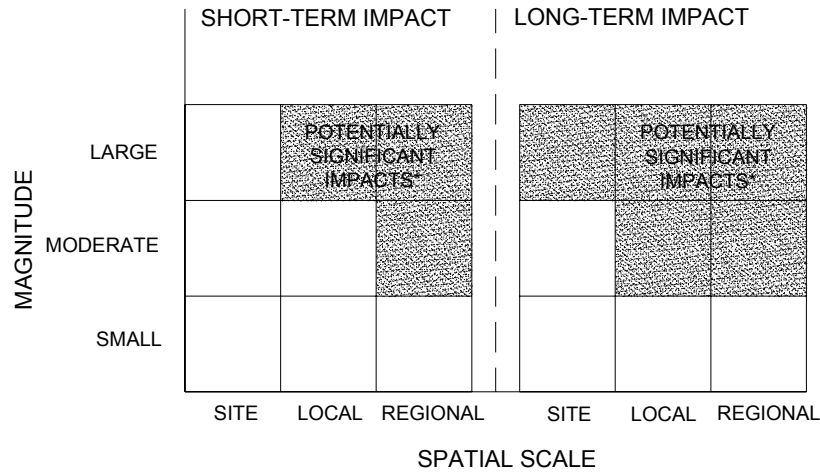 SHORT-TERM IMPACT
LONG-TERM IMPACT
MAGNITUDE
LARGE
MODERATE
SMALL
POTENTIALLY
SIGNIFICANT
IMPACTS*
POTENTIALLY
SIGNIFICANT
IMPACTS*
SITE
LOCAL
REGIONAL
SITE
LOCAL
REGIONAL
SPATIAL SCALE